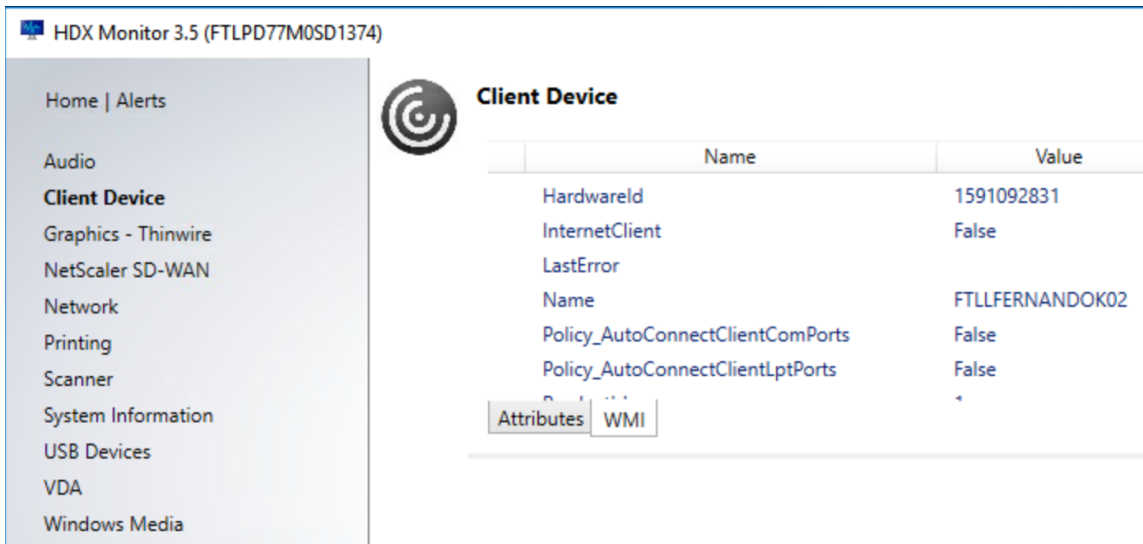 HDX Monitor 3.5 (FTLPD77M0SD1374)
Home | Alerts
Audio
Client Device
Graphics - Thinwire
NetScaler SD-WAN
Network
Printing
Scanner
System Information
USB Devices
VDA
Windows Media
Client Device
Name Value
HardwareId 1591092831
InternetClient False
LastError
Name FTLLFERNANDOK02
Policy_AutoConnectClientComPorts False
Policy_AutoConnectClientLptPorts False
Attributes WMI